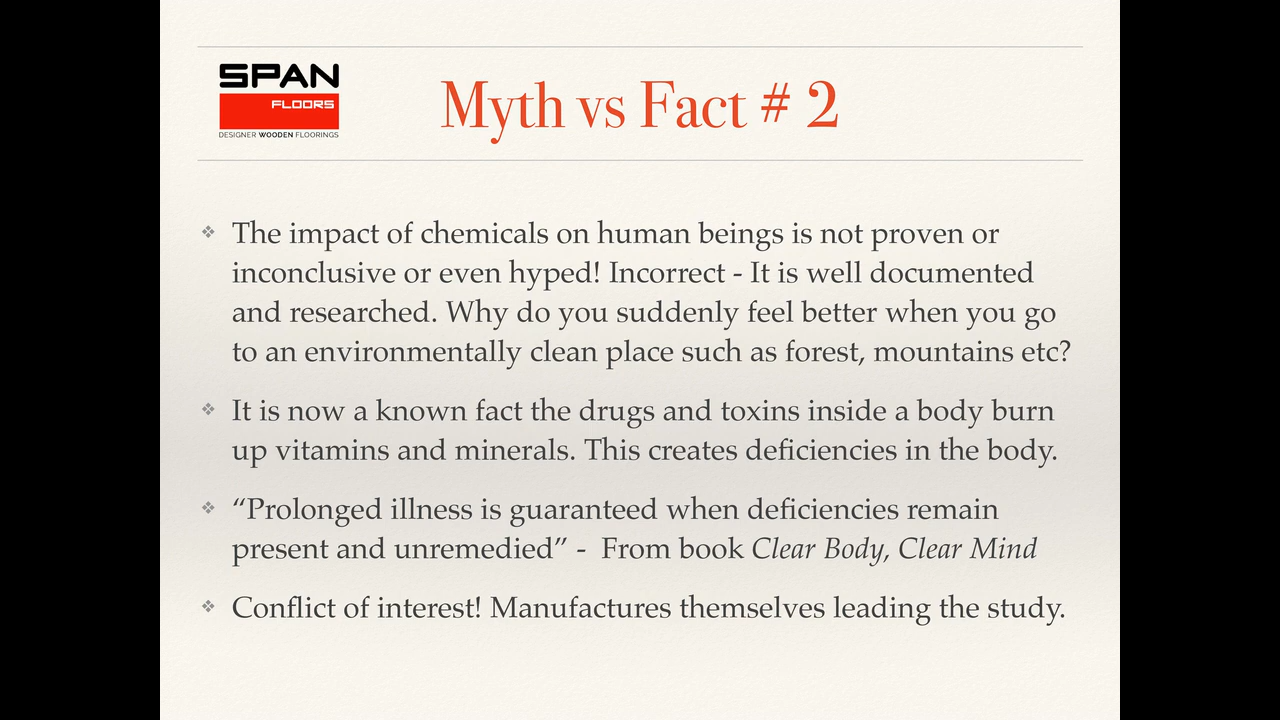 SPAN
FLOORS
DESIGNER WOODEN FLOORINGS
Myth vs Fact # 2
❖ The impact of chemicals on human beings is not proven or
inconclusive or even hyped! Incorrect - It is well documented
and researched. Why do you suddenly feel better when you go
to an environmentally clean place such as forest, mountains etc?
❖ It is now a known fact the drugs and toxins inside a body burn
up vitamins and minerals. This creates deficiencies in the body.
❖ “Prolonged illness is guaranteed when deficiencies remain
present and unremedied” - From book Clear Body, Clear Mind
❖ Conflict of interest! Manufactures themselves leading the study.